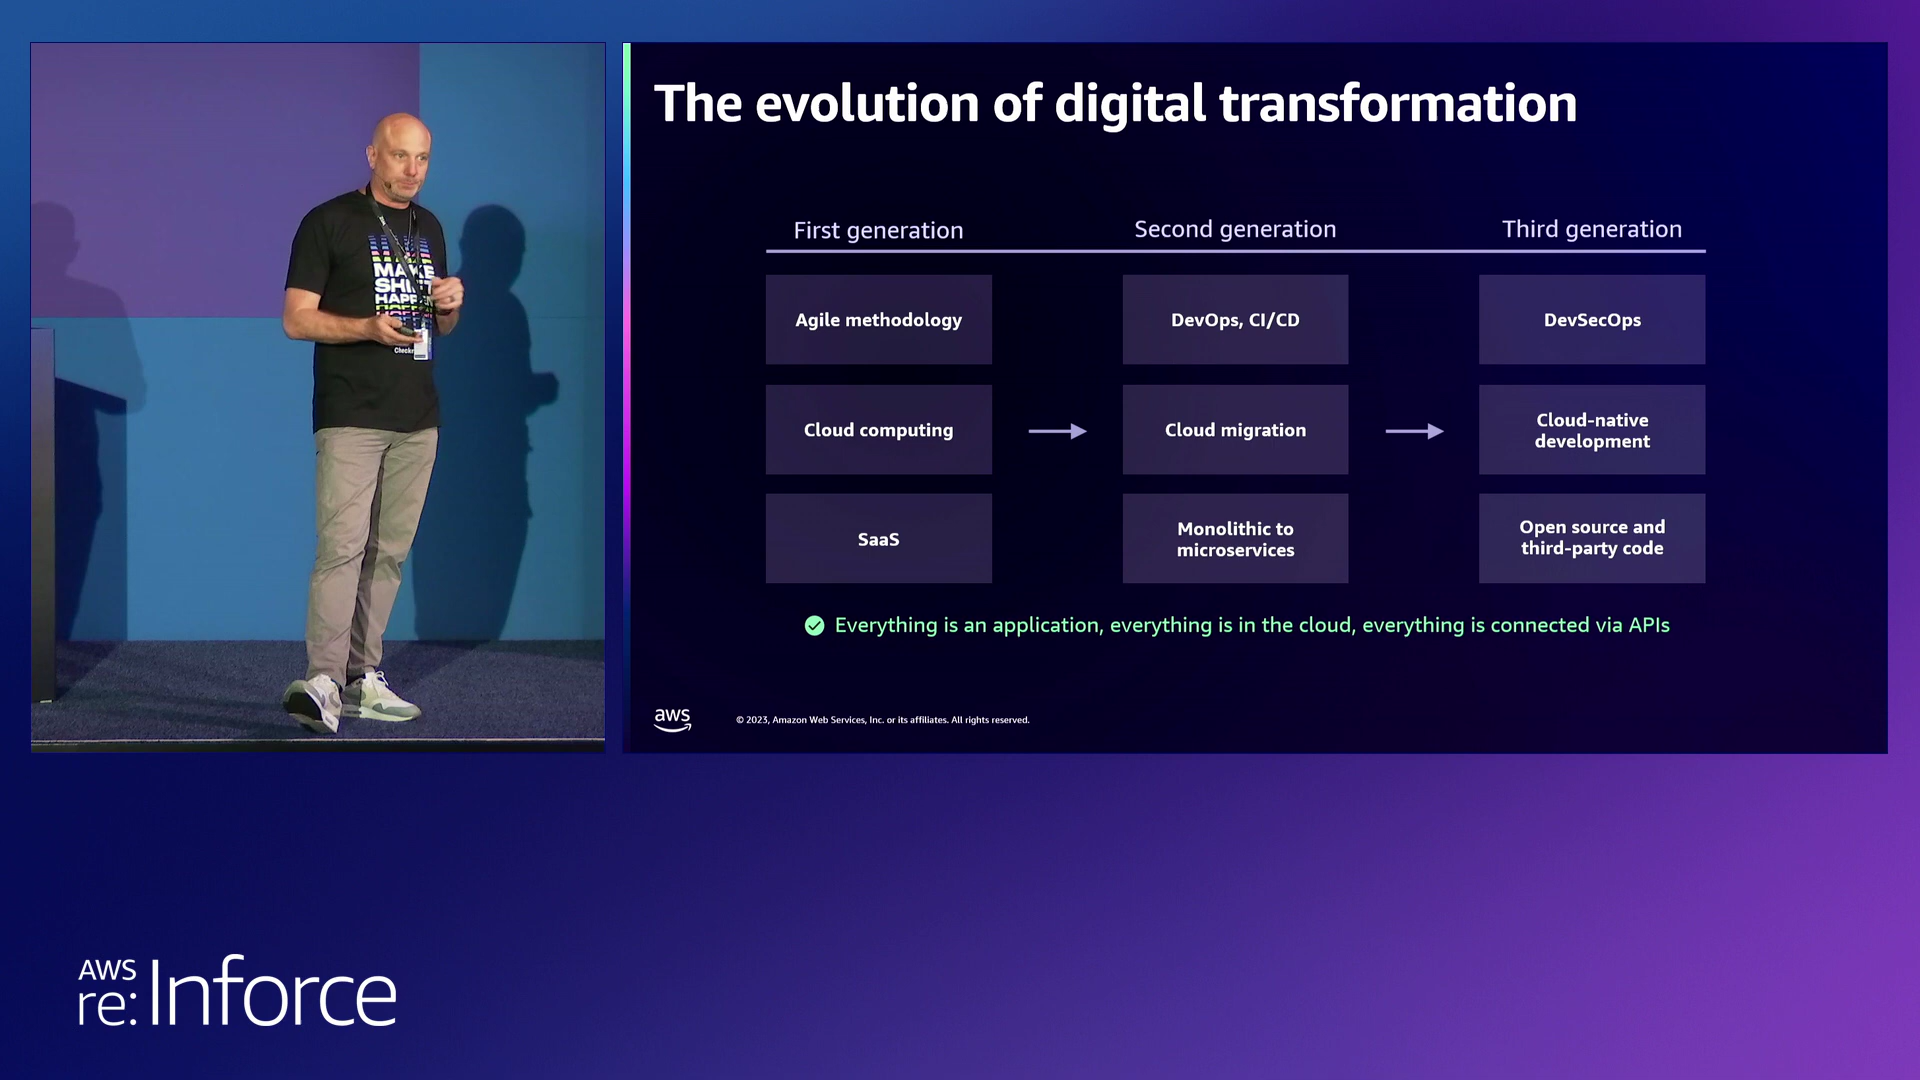 The evolution of digital transformation
First generation
Second generation
Third generation
Agile methodology
DevOps, CI/CD
DevSecOps
Cloud computing
Cloud migration
Cloud-native
development
SaaS
Monolithic to
microservices
Open source and
third-party code
Everything is an application, everything is in the cloud, everything is connected via APIs
aws
© 2023, Amazon Web Services, Inc. or its affiliates. All rights reserved.
MAKE
AWS
re:Inforce